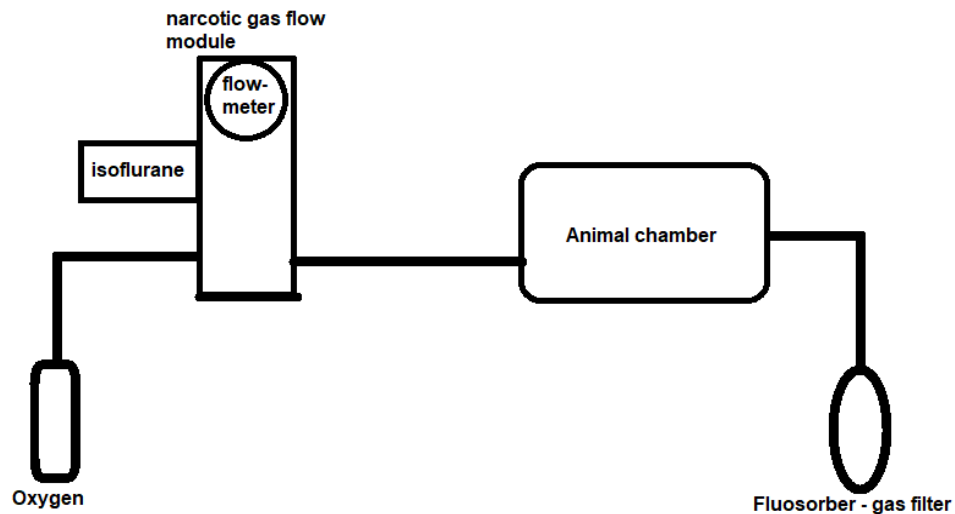 narcotic gas flow
module
flow-
meter
isoflurane
Animal chamber
Oxygen
Fluosorber - gas filter